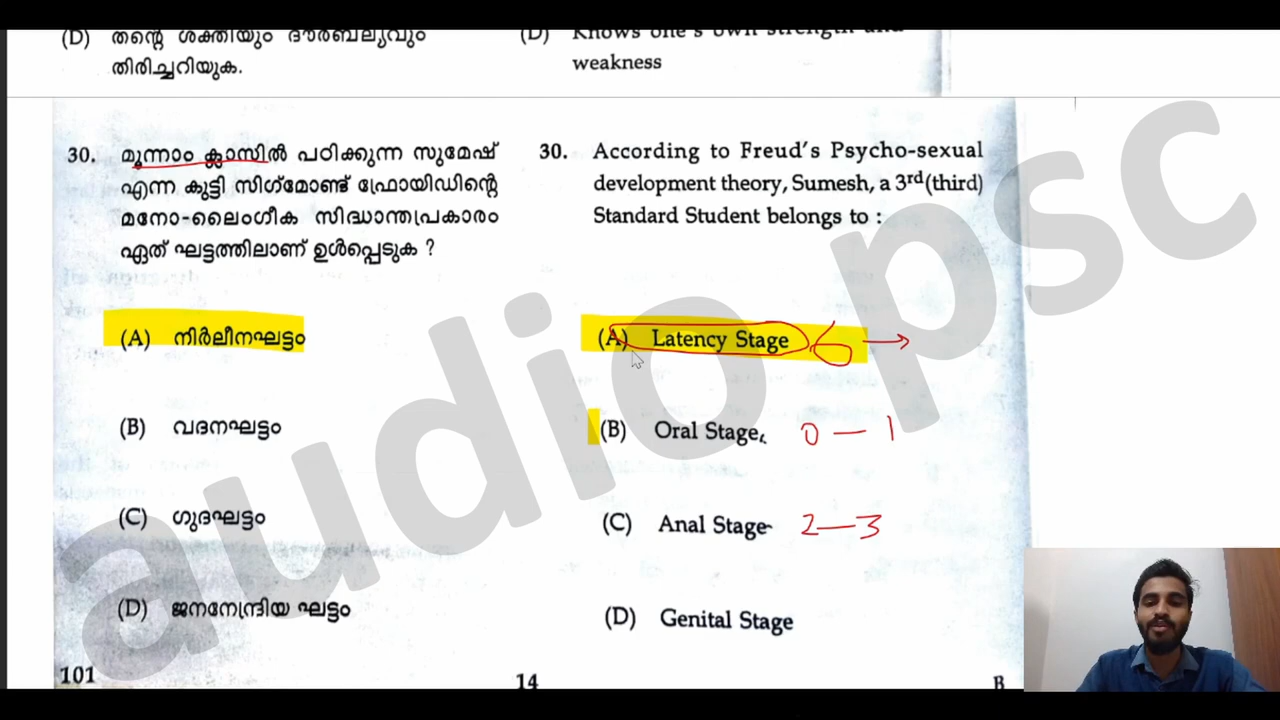 (D) തന്റെ ശക്തിയും ദൗർബല്യവും
തിരിച്ചറിയുക.
(D) Knows one's own strength and
weakness
30. മൂന്നാം ക്ലാസിൽ പഠിക്കുന്ന സുമേഷ്
എന്ന കുട്ടി സിഗ്മോണ്ട് ഫ്രോയിഡിന്റെ
മനോ-ലൈംഗീക സിദ്ധാന്തപ്രകാരം
ഏത് ഘട്ടത്തിലാണ് ഉൾപ്പെടുക ?
(A) നിർലീനഘട്ടം
(B) വദനഘട്ടം
(C) ഗുദഘട്ടം
(D) ജനനേന്ദ്രിയ ഘട്ടം
30. According to Freud's Psycho-sexual
development theory, Sumesh, a 3rd(third)
Standard Student belongs to :
(A) Latency Stage 6 →
(B) Oral Stage 0 — 1
(C) Anal Stage 2 — 3
(D) Genital Stage
101
14
B
audio psc